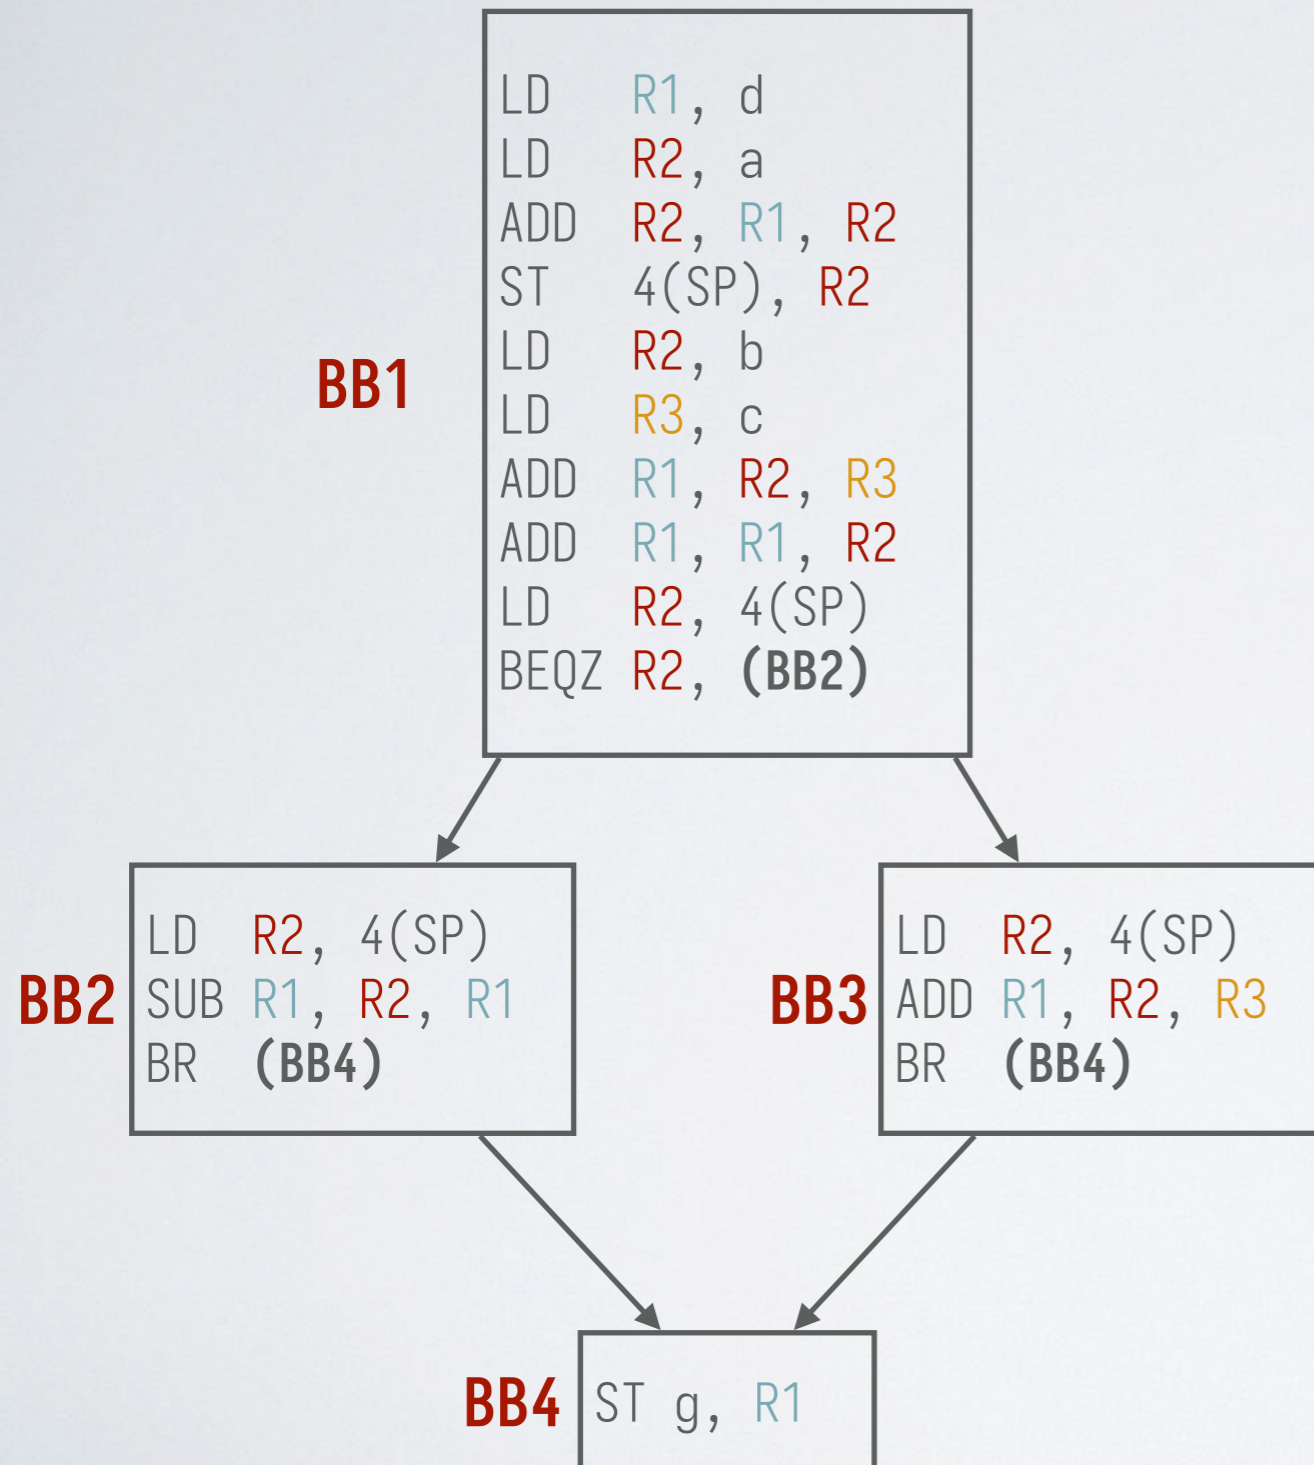 LD R1, d
LD R2, a
ADD R2, R1, R2
ST 4(SP), R2
LD R2, b
LD R3, c
ADD R1, R2, R3
ADD R1, R1, R2
LD R2, 4(SP)
BEQZ R2, (BB2)
BB1
LD R2, 4(SP)
SUB R1, R2, R1
BR (BB4)
BB2
LD R2, 4(SP)
ADD R1, R2, R3
BR (BB4)
BB3
BB4
ST g, R1